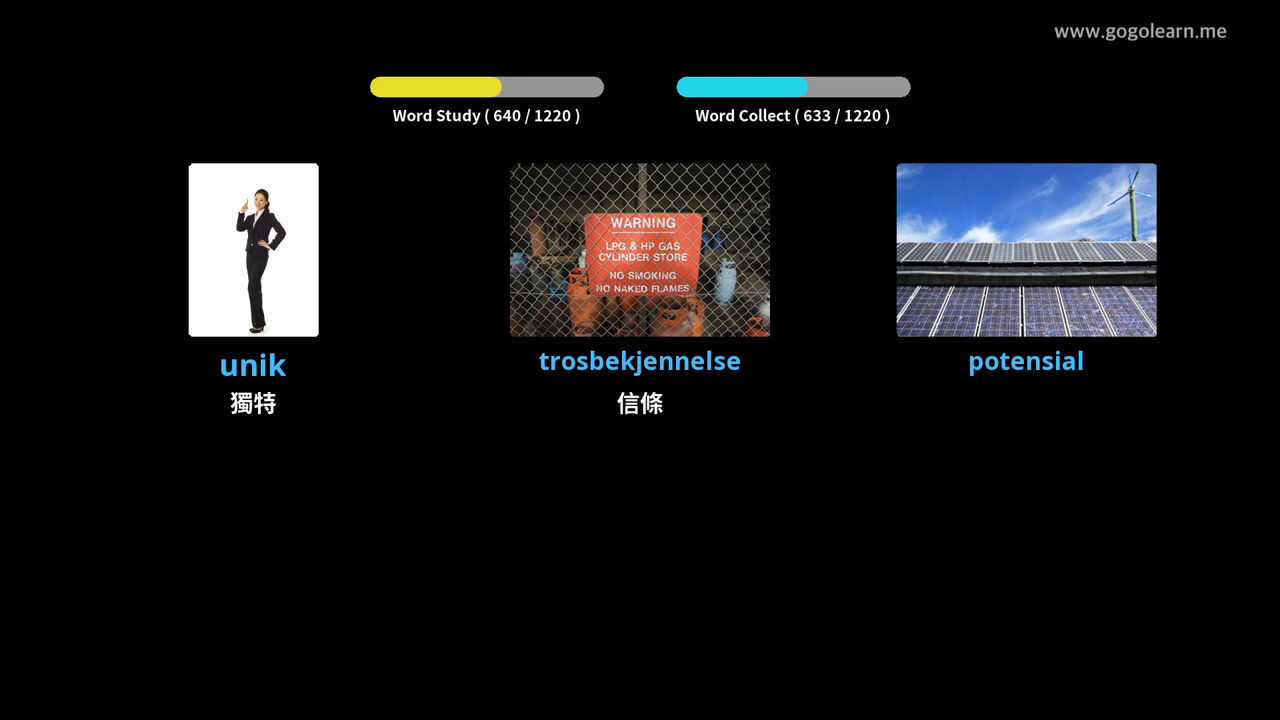 www.gogolearn.me
Word Study ( 640 / 1220 )
Word Collect ( 633 / 1220 )
WARNING
LPG & HP GAS
CYLINDER STORE
NO SMOKING
NO NAKED FLAMES
unik
trosbekjennelse
potensial
獨特
信條